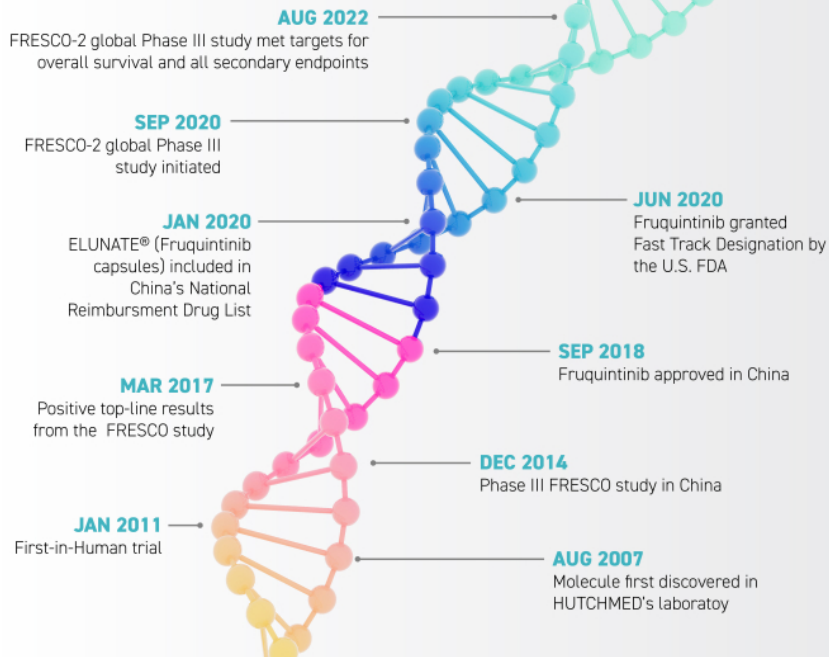 AUG 2022
FRESCO-2 global Phase III study met targets for
overall survival and all secondary endpoints
SEP 2020
FRESCO-2 global Phase III
study initiated
JUN 2020
Fruquintinib granted
Fast Track Designation by
the U.S. FDA
JAN 2020
ELUNATE® (Fruquintinib
capsules) included in
China's National
Reimbursment Drug List
SEP 2018
Fruquintinib approved in China
MAR 2017
Positive top-line results
from the FRESCO study
DEC 2014
Phase III FRESCO study in China
JAN 2011
First-in-Human trial
AUG 2007
Molecule first discovered in
HUTCHMED's laboratoy